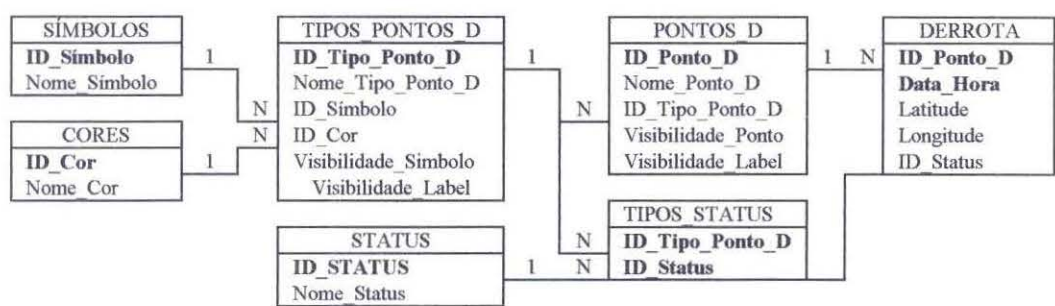 SÍMBOLOS
ID_Símbolo
Nome_Símbolo
1
N
CORES
ID_Cor
Nome_Cor
1
N
TIPOS_PONTOS_D
ID_Tipo_Ponto_D
Nome_Tipo_Ponto_D
ID_Símbolo
ID_Cor
Visibilidade_Simbolo
Visibilidade_Label
1
N
PONTOS_D
ID_Ponto_D
Nome_Ponto_D
ID_Tipo_Ponto_D
Visibilidade_Ponto
Visibilidade_Label
1 N
DERROTA
ID_Ponto_D
Data_Hora
Latitude
Longitude
ID_Status
STATUS
ID_STATUS
Nome_Status
1 N
N
TIPOS_STATUS
ID_Tipo_Ponto_D
ID_Status